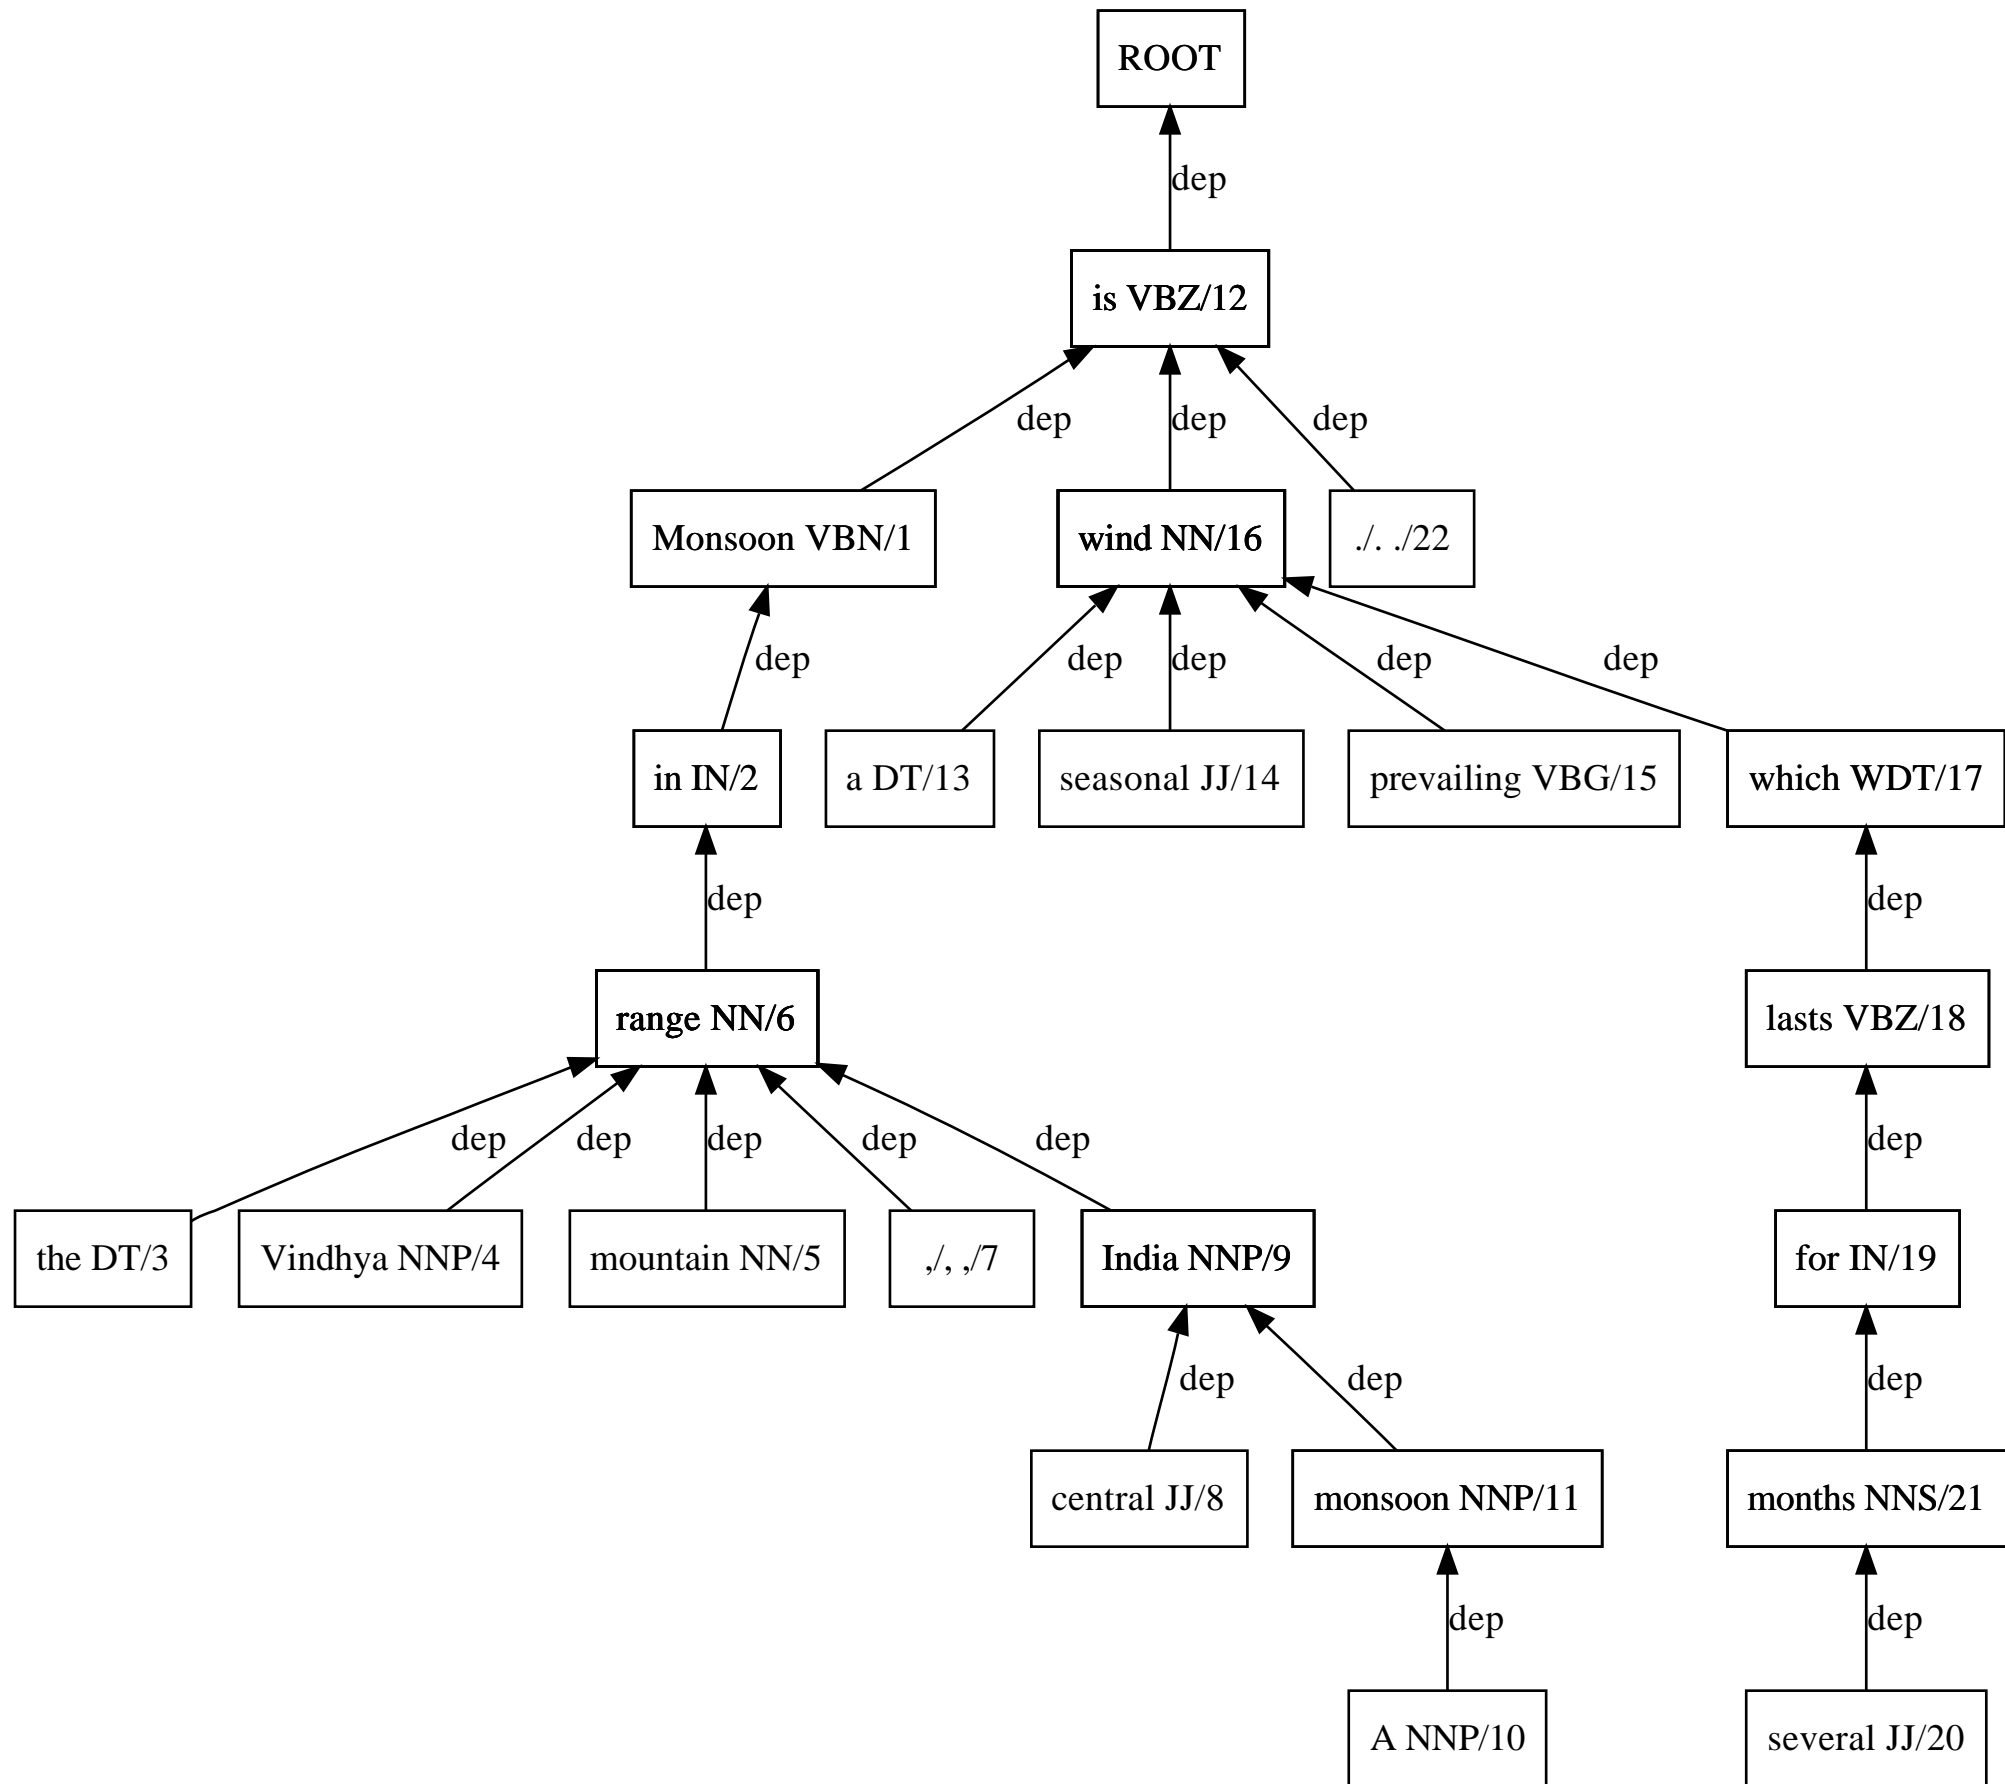 ROOT
dep
is VBZ/12
dep dep dep
Monsoon VBN/1 wind NN/16 ./. ./22
dep dep dep dep dep
in IN/2 a DT/13 seasonal JJ/14 prevailing VBG/15 which WDT/17
dep dep
range NN/6 lasts VBZ/18
dep dep dep dep dep dep
the DT/3 Vindhya NNP/4 mountain NN/5 ,/, ,/7 India NNP/9 for IN/19
dep dep dep
central JJ/8 monsoon NNP/11 months NNS/21
dep dep
A NNP/10 several JJ/20